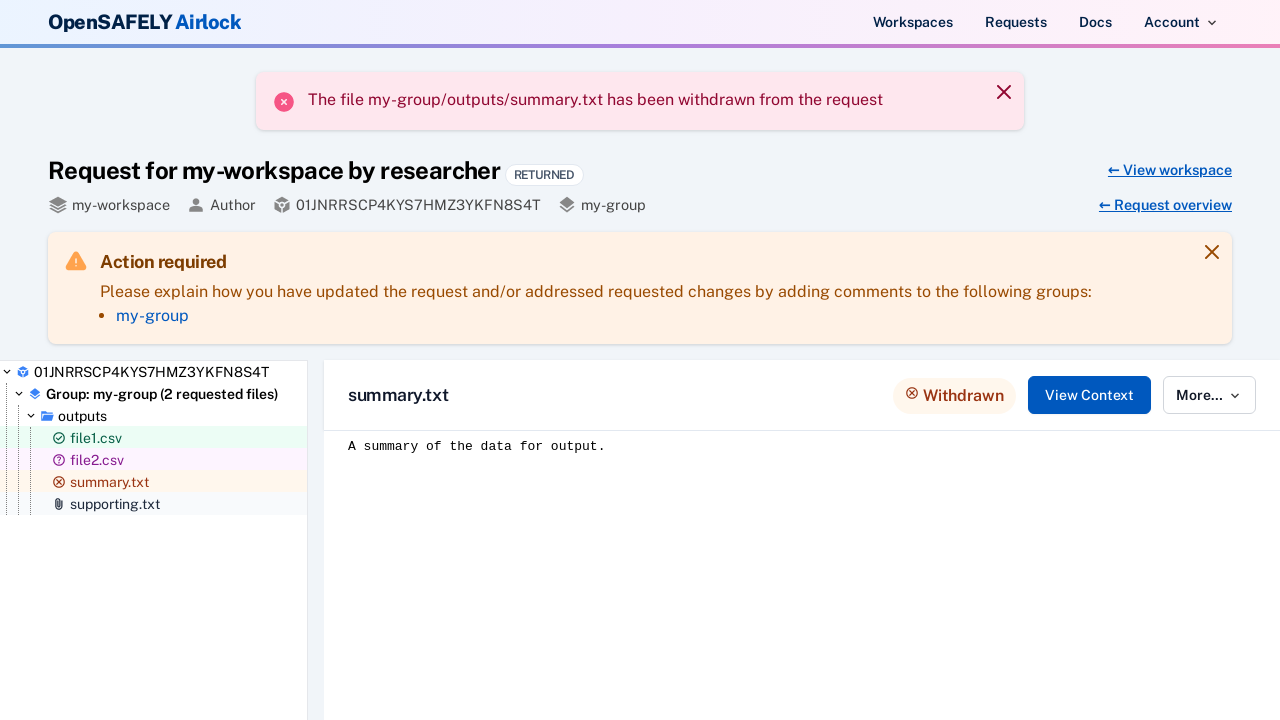 OpenSAFELY Airlock
Workspaces
Requests
Docs
Account
The file my-group/outputs/summary.txt has been withdrawn from the request
Request for my-workspace by researcher
RETURNED
← View workspace
my-workspace
Author
01JNRRSCP4KYS7HMZ3YKFN8S4T
my-group
← Request overview
Action required
Please explain how you have updated the request and/or addressed requested changes by adding comments to the following groups:
my-group
01JNRRSCP4KYS7HMZ3YKFN8S4T
Group: my-group (2 requested files)
outputs
file1.csv
file2.csv
summary.txt
supporting.txt
summary.txt
Withdrawn
View Context
More...
A summary of the data for output.